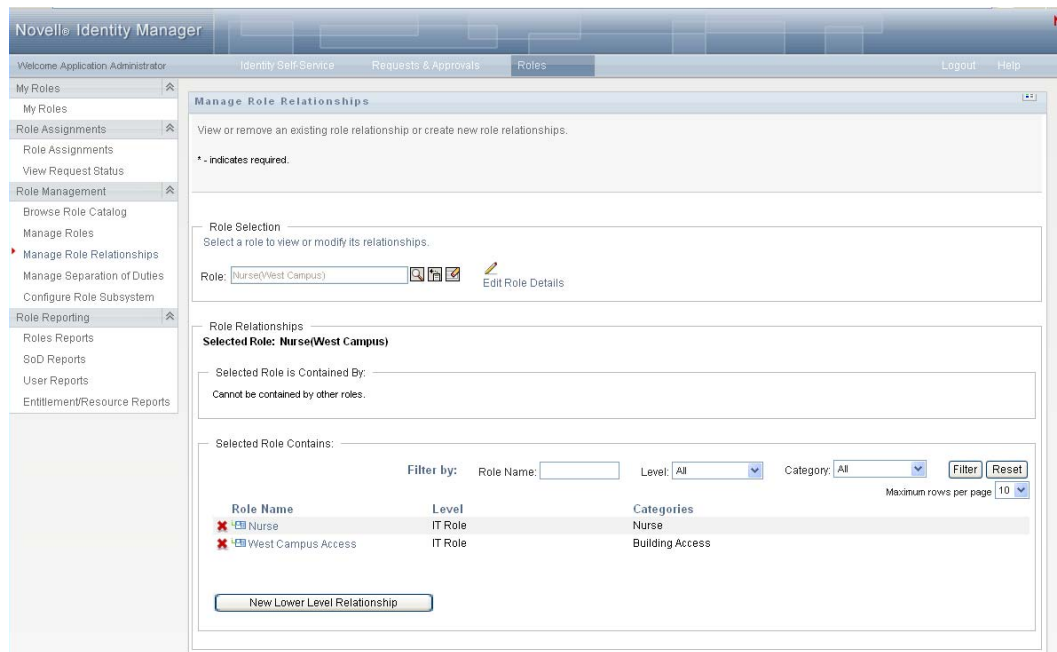 Novell® Identity Manager
Welcome Application Administrator
Identity Self-Service
Requests & Approvals
Roles
Logout
Help
My Roles
My Roles
Role Assignments
Role Assignments
View Request Status
Role Management
Browse Role Catalog
Manage Roles
Manage Role Relationships
Manage Separation of Duties
Configure Role Subsystem
Role Reporting
Roles Reports
SoD Reports
User Reports
Entitlement/Resource Reports
Manage Role Relationships
View or remove an existing role relationship or create new role relationships.
* - indicates required.
Role Selection
Select a role to view or modify its relationships.
Role: Nurse(West Campus)
Edit Role Details
Role Relationships
Selected Role: Nurse(West Campus)
Selected Role is Contained By:
Cannot be contained by other roles.
Selected Role Contains:
Filter by: Role Name: Level: All Category: All Filter Reset
Maximum rows per page 10
Role Name Level Categories
Nurse IT Role Nurse
West Campus Access IT Role Building Access
New Lower Level Relationship